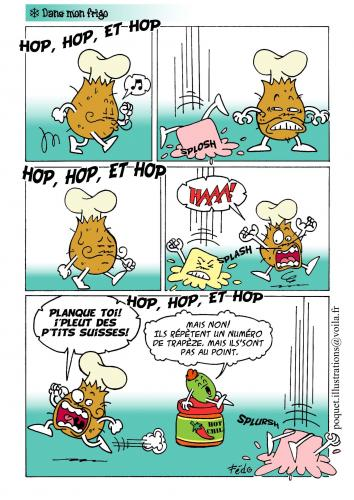 ❄ Dans mon frigo
HOP, HOP, ET HOP
SPLOSH
HOP, HOP, ET HOP
HAAA!
SPLASH
HOP, HOP, ET HOP
PLANQUE TOI!
I'PLEUT DES
P'TITS SUISSES!
MAIS NON!
ILS RÉPÈTENT UN NUMÉRO
DE TRAPÈZE. MAIS ILS'SONT
PAS AU POINT.
HOT
CHIL
SPLURSH
Fédo
poquet.illustrations@voila.fr